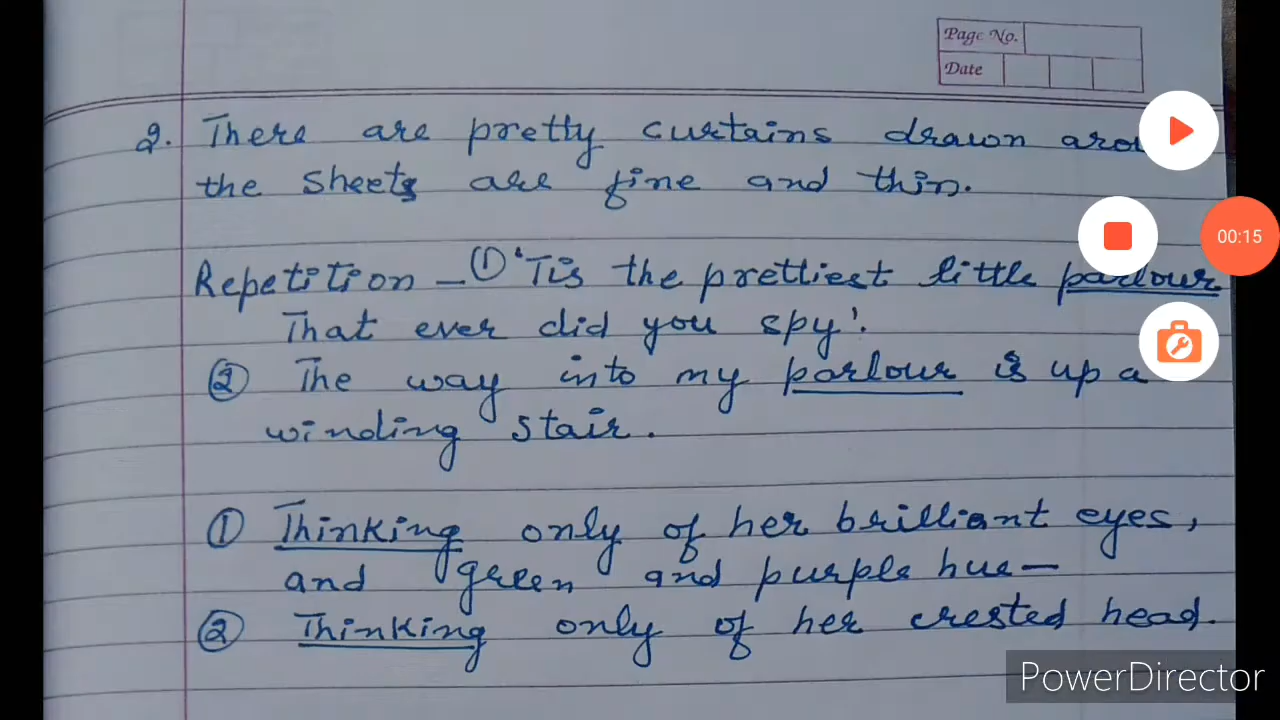 Page No.
Date
2. There are pretty curtains drawn
the sheets are fine and thin.
00:15
Repetition - ① 'Tis the prettiest little parlour
That ever did you spy'.
② The way into my parlour is up a
winding stair.
① Thinking only of her brilliant eyes,
and green and purple hue—
② Thinking only of her crested head.
PowerDirector